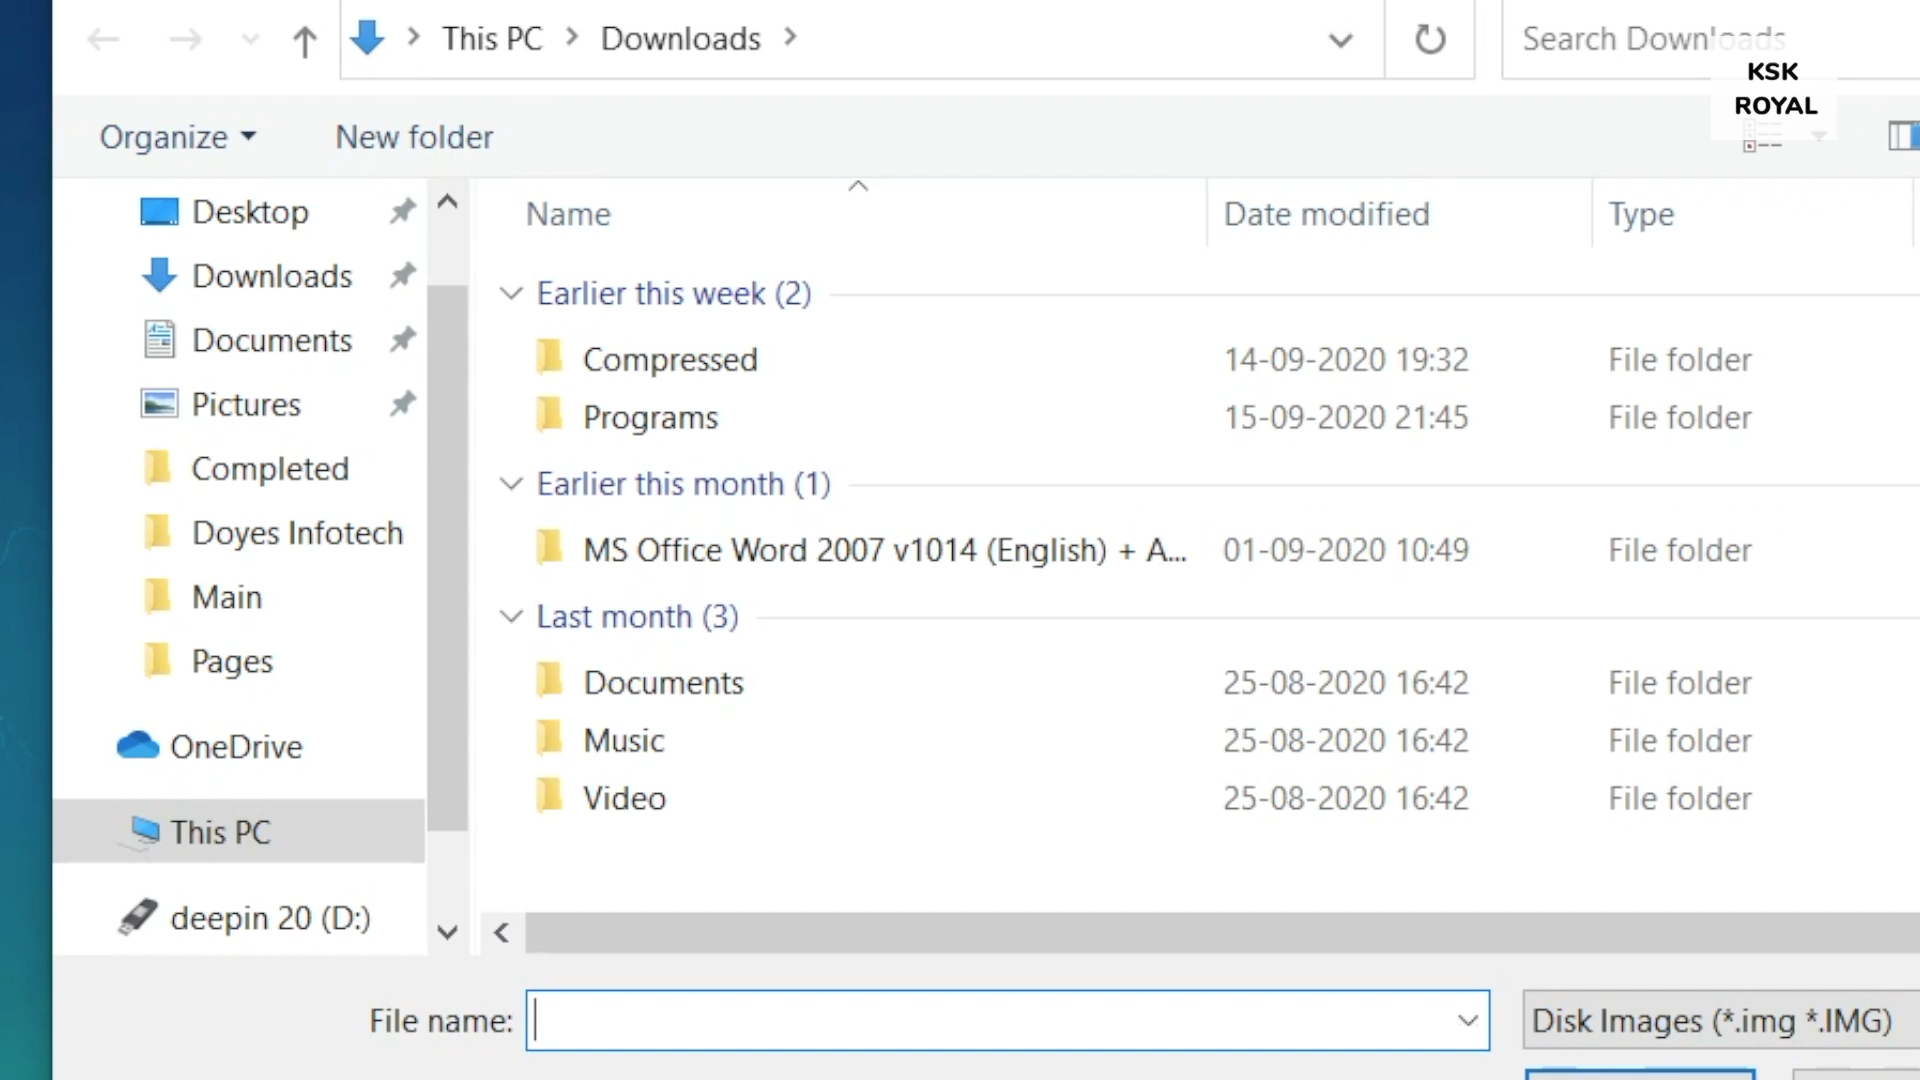 This PC > Downloads >
Search Downloads
KSK
ROYAL
Organize
New folder
Desktop
Downloads
Documents
Pictures
Completed
Doyes Infotech
Main
Pages
OneDrive
This PC
deepin 20 (D:)
Name
Date modified
Type
Earlier this week (2)
Compressed 14-09-2020 19:32 File folder
Programs 15-09-2020 21:45 File folder
Earlier this month (1)
MS Office Word 2007 v1014 (English) + A... 01-09-2020 10:49 File folder
Last month (3)
Documents 25-08-2020 16:42 File folder
Music 25-08-2020 16:42 File folder
Video 25-08-2020 16:42 File folder
File name:
Disk Images (*.img *.IMG)